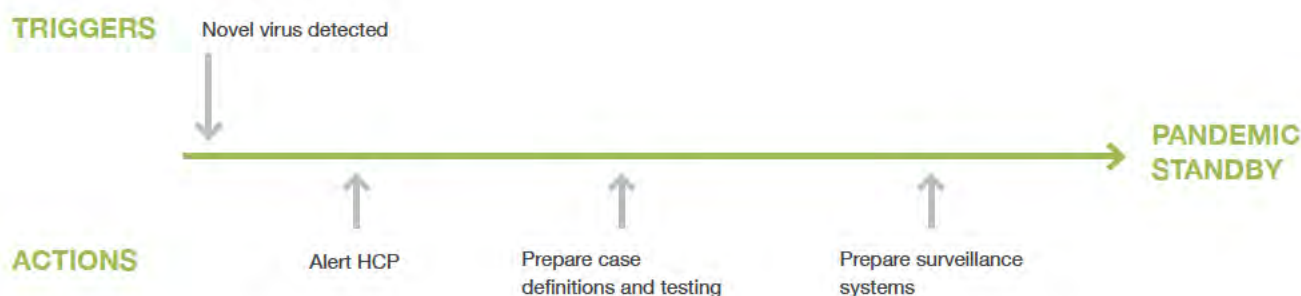 TRIGGERS
Novel virus detected
PANDEMIC
STANDBY
ACTIONS
Alert HCP
Prepare case
definitions and testing
Prepare surveillance
systems